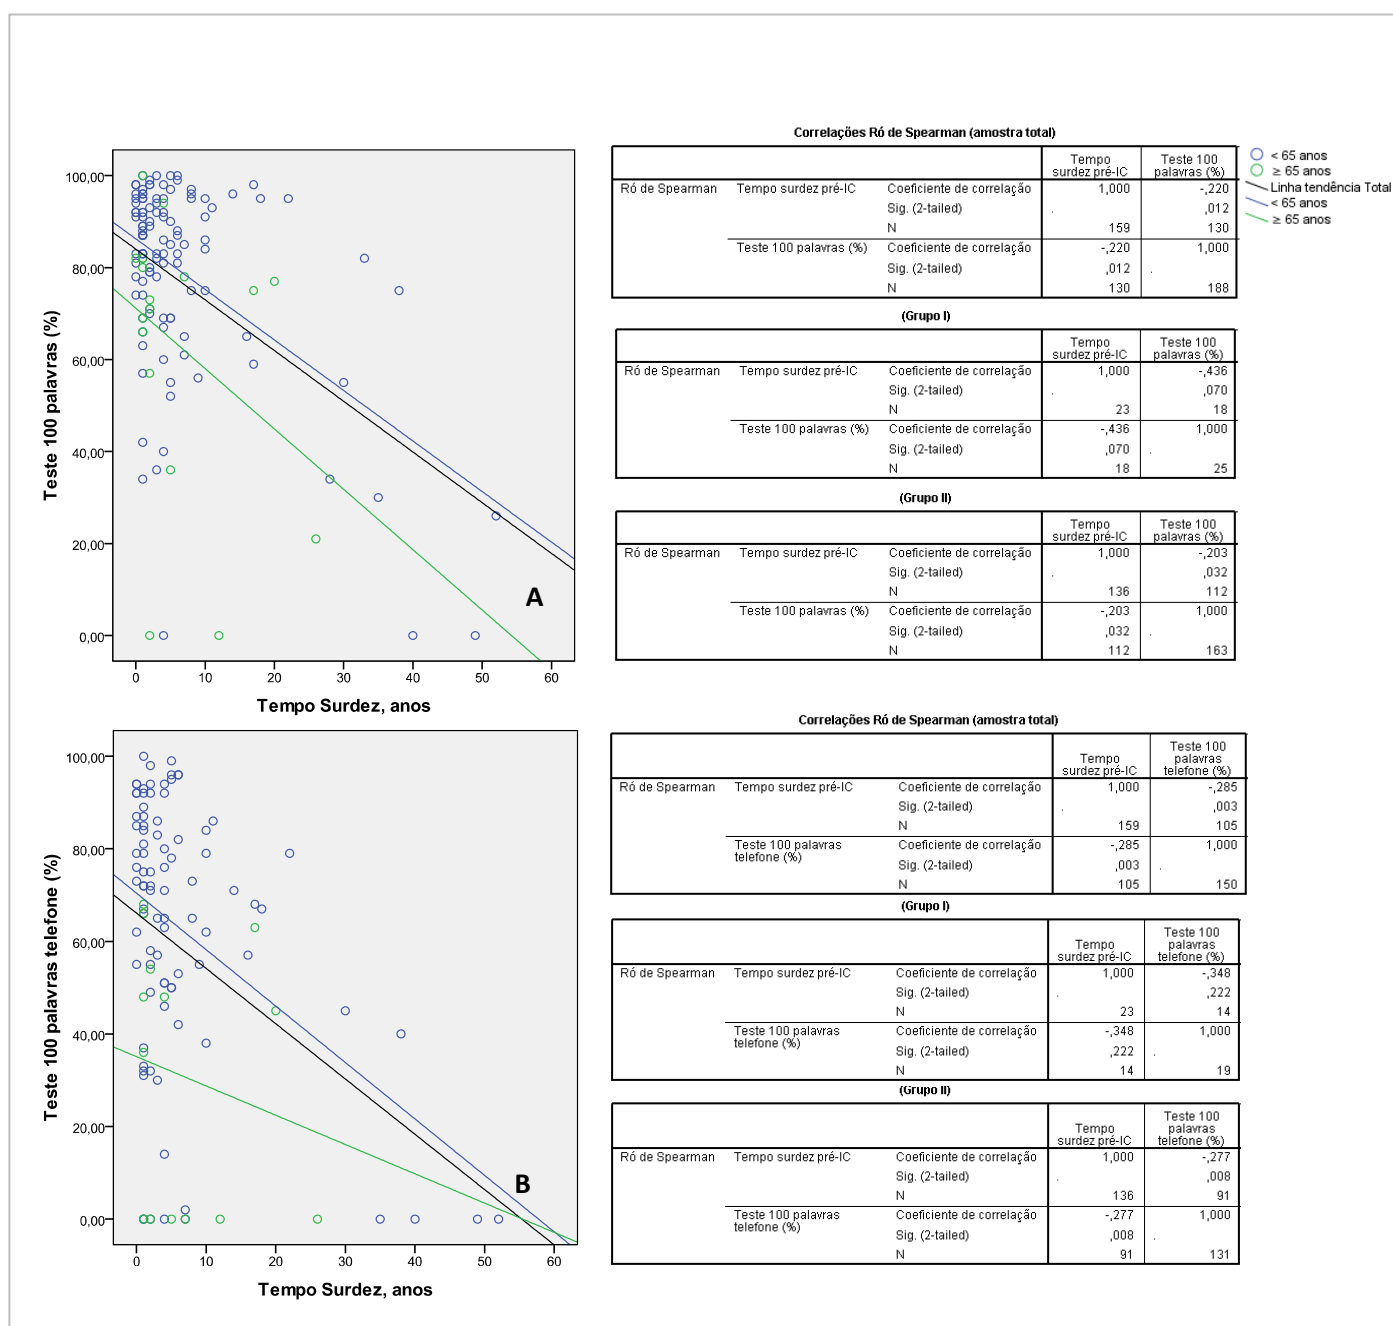 Correlações Ró de Spearman (amostra total)
Tempo surdez pré-IC Teste 100 palavras (%)
Ró de Spearman Tempo surdez pré-IC Coeficiente de correlação 1,000 -,220
Sig. (2-tailed) . ,012
N 159 130
Teste 100 palavras (%) Coeficiente de correlação -,220 1,000
Sig. (2-tailed) ,012 .
N 130 188
< 65 anos
≥ 65 anos
Linha tendência Total
< 65 anos
≥ 65 anos
(Grupo I)
Tempo surdez pré-IC Teste 100 palavras (%)
Ró de Spearman Tempo surdez pré-IC Coeficiente de correlação 1,000 -,436
Sig. (2-tailed) . ,070
N 23 18
Teste 100 palavras (%) Coeficiente de correlação -,436 1,000
Sig. (2-tailed) ,070 .
N 18 25
(Grupo II)
Tempo surdez pré-IC Teste 100 palavras (%)
Ró de Spearman Tempo surdez pré-IC Coeficiente de correlação 1,000 -,203
Sig. (2-tailed) . ,032
N 136 112
Teste 100 palavras (%) Coeficiente de correlação -,203 1,000
Sig. (2-tailed) ,032 .
N 112 163
Teste 100 palavras (%)
100,00
80,00
60,00
40,00
20,00
0,00
A
0 10 20 30 40 50 60
Tempo Surdez, anos
Correlações Ró de Spearman (amostra total)
Tempo surdez pré-IC Teste 100 palavras telefone (%)
Ró de Spearman Tempo surdez pré-IC Coeficiente de correlação 1,000 -,285
Sig. (2-tailed) . ,003
N 159 105
Teste 100 palavras telefone (%) Coeficiente de correlação -,285 1,000
Sig. (2-tailed) ,003 .
N 105 150
(Grupo I)
Tempo surdez pré-IC Teste 100 palavras telefone (%)
Ró de Spearman Tempo surdez pré-IC Coeficiente de correlação 1,000 -,348
Sig. (2-tailed) . ,222
N 23 14
Teste 100 palavras telefone (%) Coeficiente de correlação -,348 1,000
Sig. (2-tailed) ,222 .
N 14 19
(Grupo II)
Tempo surdez pré-IC Teste 100 palavras telefone (%)
Ró de Spearman Tempo surdez pré-IC Coeficiente de correlação 1,000 -,277
Sig. (2-tailed) . ,008
N 136 91
Teste 100 palavras telefone (%) Coeficiente de correlação -,277 1,000
Sig. (2-tailed) ,008 .
N 91 131
Teste 100 palavras telefone (%)
100,00
80,00
60,00
40,00
20,00
0,00
B
0 10 20 30 40 50 60
Tempo Surdez, anos